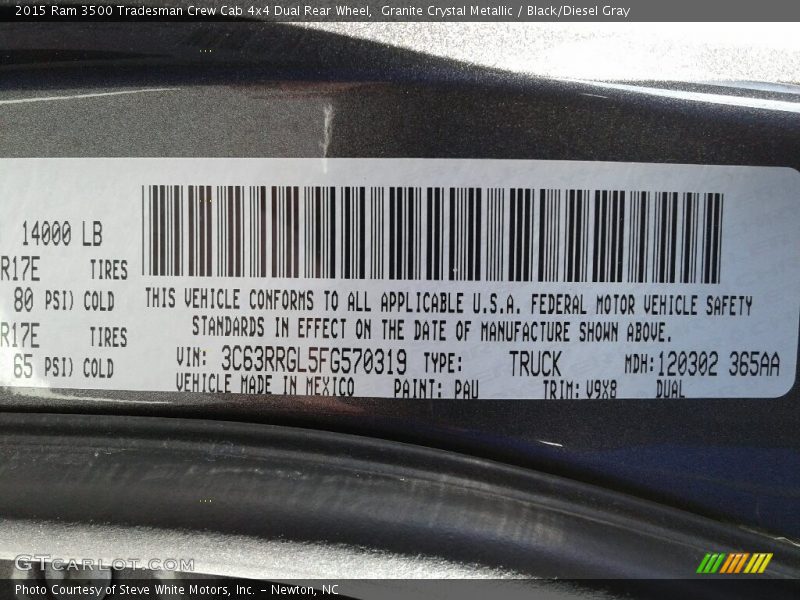 2015 Ram 3500 Tradesman Crew Cab 4x4 Dual Rear Wheel,  Granite Crystal Metallic / Black/Diesel Gray
14000 LB
R17E TIRES
80 PSI) COLD
R17E TIRES
65 PSI) COLD
THIS VEHICLE CONFORMS TO ALL APPLICABLE U.S.A. FEDERAL MOTOR VEHICLE SAFETY
STANDARDS IN EFFECT ON THE DATE OF MANUFACTURE SHOWN ABOVE.
VIN: 3C63RRGL5FG570319 TYPE: TRUCK MDH:120302 365AA
VEHICLE MADE IN MEXICO PAINT: PAU TRIM: V9X8 DUAL
GTCARLOT.COM
Photo Courtesy of Steve White Motors, Inc. – Newton, NC